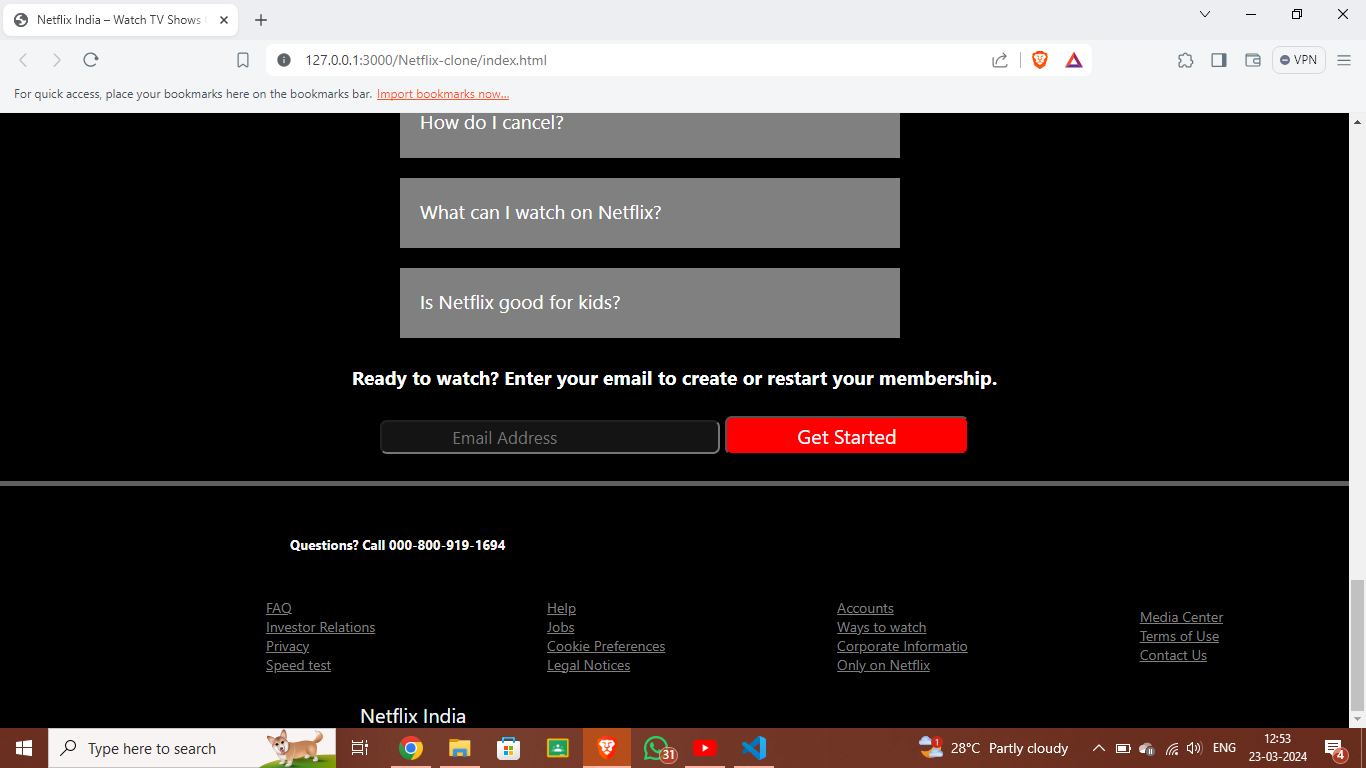 Netflix India – Watch TV Shows
127.0.0.1:3000/Netflix-clone/index.html
VPN
For quick access, place your bookmarks here on the bookmarks bar. Import bookmarks now...
How do I cancel?
What can I watch on Netflix?
Is Netflix good for kids?
Ready to watch? Enter your email to create or restart your membership.
Email Address
Get Started
Questions? Call 000-800-919-1694
FAQ
Investor Relations
Privacy
Speed test
Help
Jobs
Cookie Preferences
Legal Notices
Accounts
Ways to watch
Corporate Informatio
Only on Netflix
Media Center
Terms of Use
Contact Us
Netflix India
Type here to search
31
1
28°C Partly cloudy
ENG
12:53
23-03-2024
4